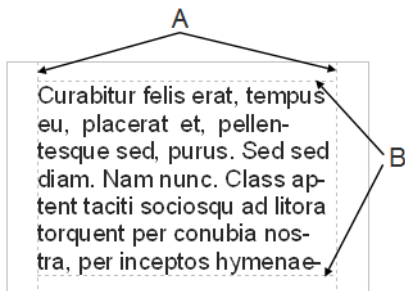 A
Curabitur felis erat, tempus
eu, placerat et, pellen-
tesque sed, purus. Sed sed
B
diam. Nam nunc. Class ap-
tent taciti sociosqu ad litora
torquent per conubia nos-
tra, per inceptos hymenae-